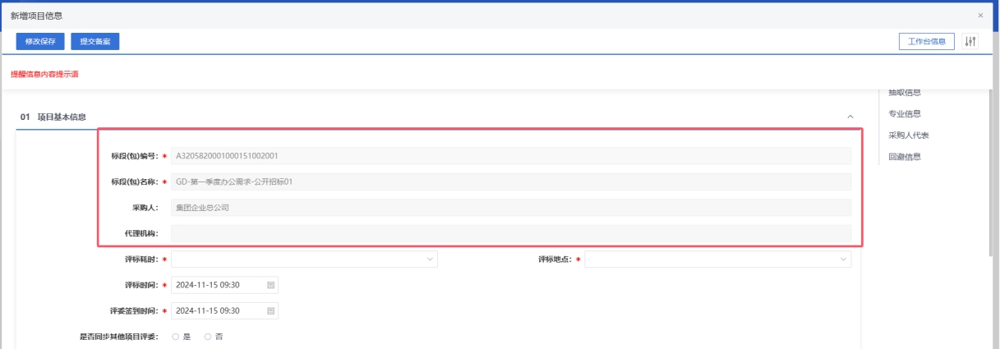 新增项目信息 ×
修改保存 提交备案 工作台信息
提醒信息内容提示语
抽取信息
01 项目基本信息
专业信息
采购人代表
回避信息
标段(包)编号: * A3205820001000151002001
标段(包)名称: * GD-第一季度办公需求-公开招标01
采购人: 集团企业总公司
代理机构:
评标耗时: * 评标地点: *
评标时间: * 2024-11-15 09:30
评委签到时间: * 2024-11-15 09:30
是否同步其他项目评委: 是 否